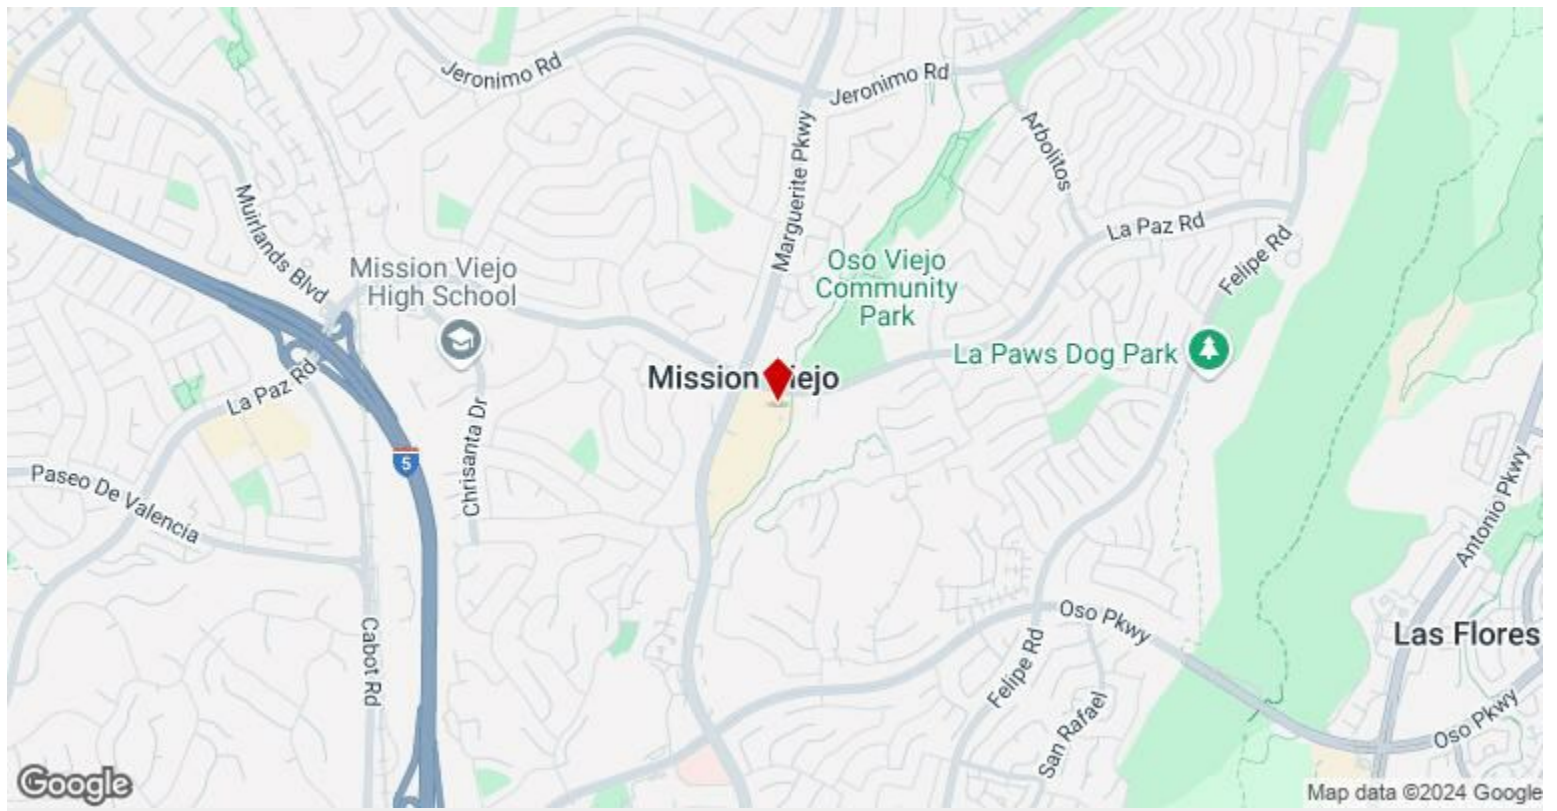 Jeronimo Rd
Jeronimo Rd
Marguerite Pkwy
Arbolitos
Muirlands Blvd
La Paz Rd
Felipe Rd
Mission Viejo
High School
Oso Viejo
Community
Park
La Paws Dog Park
Mission
iejo
La Paz Rd
5
Chrisanta Dr
Paseo De Valencia
Antonio Pkwy
Cabot Rd
Oso Pkwy
Las Flores
Felipe Rd
San Rafael
Oso Pkwy
Google
Map data ©2024 Google